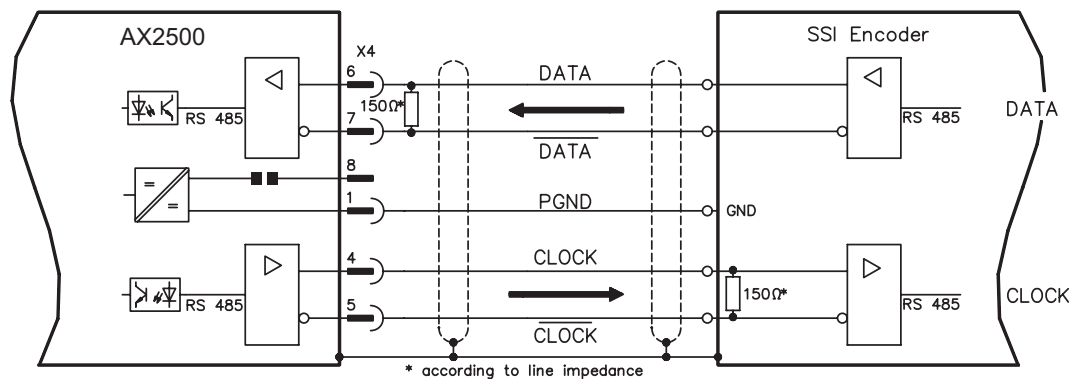 AX2500
X4
SSI Encoder
6
DATA
150Ω*
RS 485
7
DATA
RS 485
DATA
8
=
=
1
PGND
GND
4
CLOCK
RS 485
150Ω*
RS 485
CLOCK
5
CLOCK
* according to line impedance